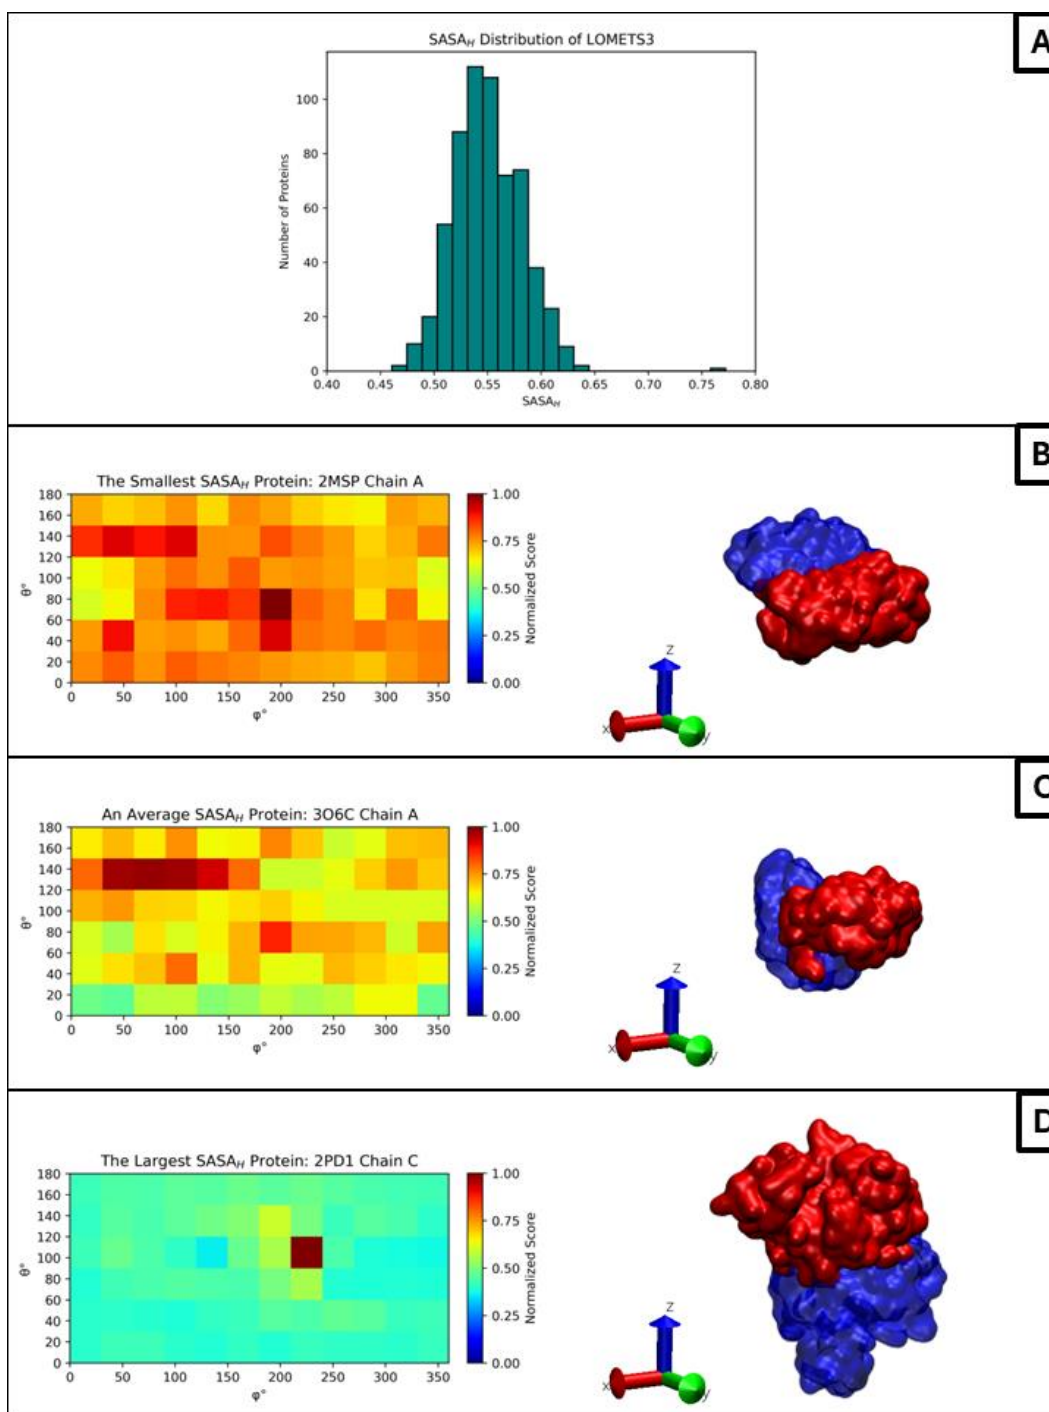 A
SASA_H Distribution of LOMETS3
Number of Proteins
100
80
60
40
20
0
0.40 0.45 0.50 0.55 0.60 0.65 0.70 0.75 0.80
SASA_H
B
The Smallest SASA_H Protein: 2MSP Chain A
θ°
180
160
140
120
100
80
60
40
20
0
0 50 100 150 200 250 300 350
φ°
1.00
0.75
0.50
0.25
0.00
Normalized Score
z
x
y
C
An Average SASA_H Protein: 3O6C Chain A
θ°
180
160
140
120
100
80
60
40
20
0
0 50 100 150 200 250 300 350
φ°
1.00
0.75
0.50
0.25
0.00
Normalized Score
z
x
y
D
The Largest SASA_H Protein: 2PD1 Chain C
θ°
180
160
140
120
100
80
60
40
20
0
0 50 100 150 200 250 300 350
φ°
1.00
0.75
0.50
0.25
0.00
Normalized Score
z
x
y